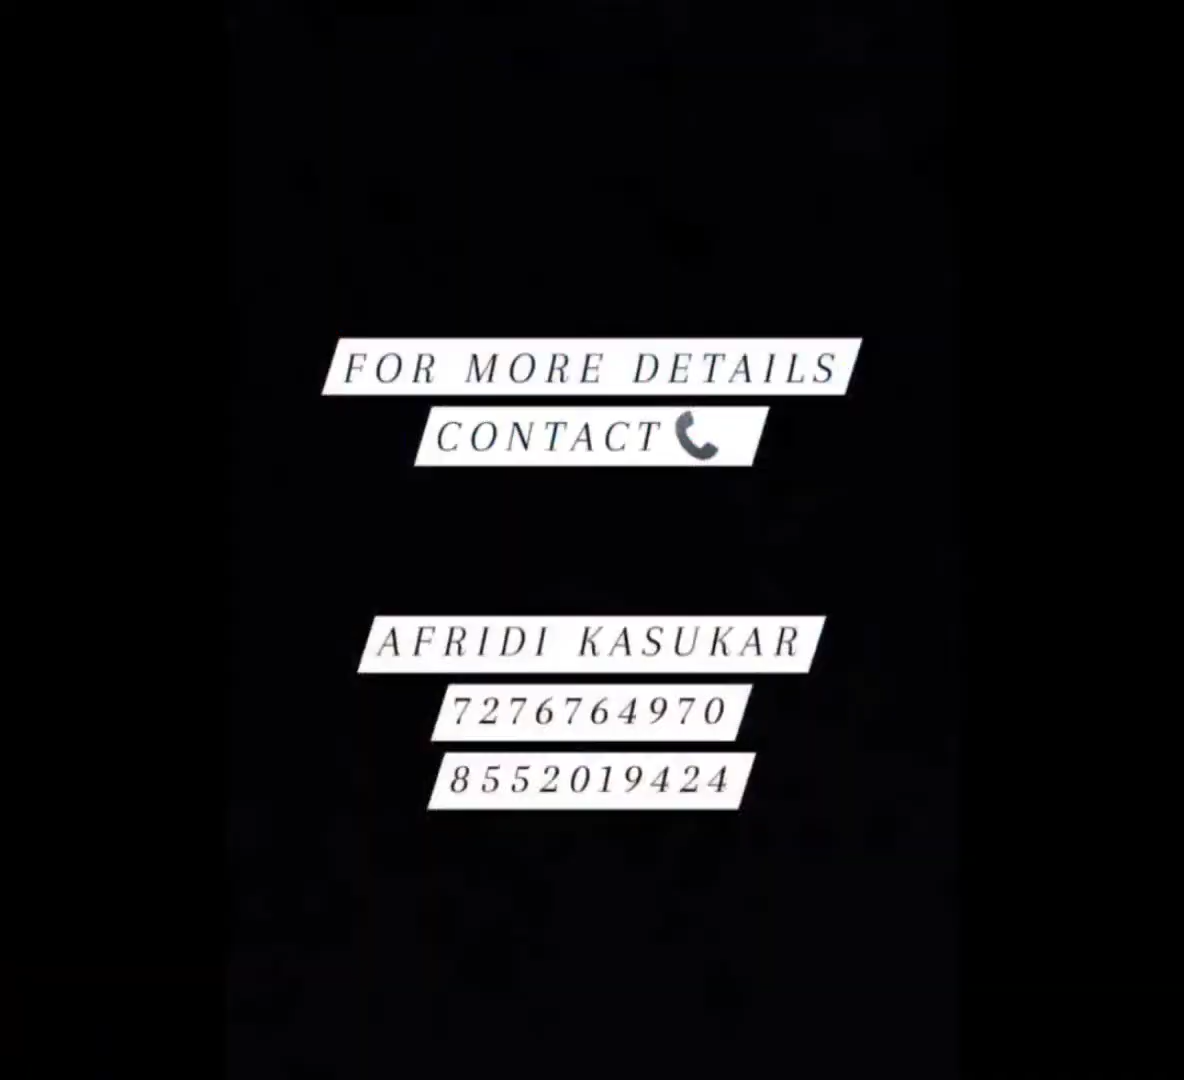 FOR MORE DETAILS
CONTACT📞
AFRIDI KASUKAR
7276764970
8552019424